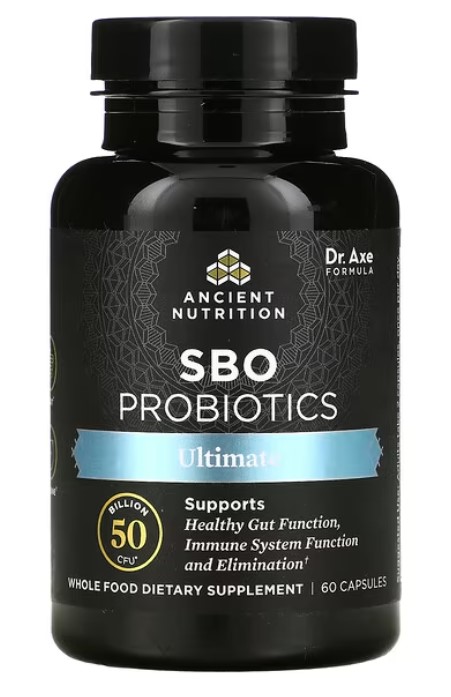 Dr. Axe
FORMULA
ANCIENT
NUTRITION
SBO
PROBIOTICS
Ultimate
BILLION
50
CFU*
Supports
Healthy Gut Function,
Immune System Function
and Elimination†
WHOLE FOOD DIETARY SUPPLEMENT | 60 CAPSULES